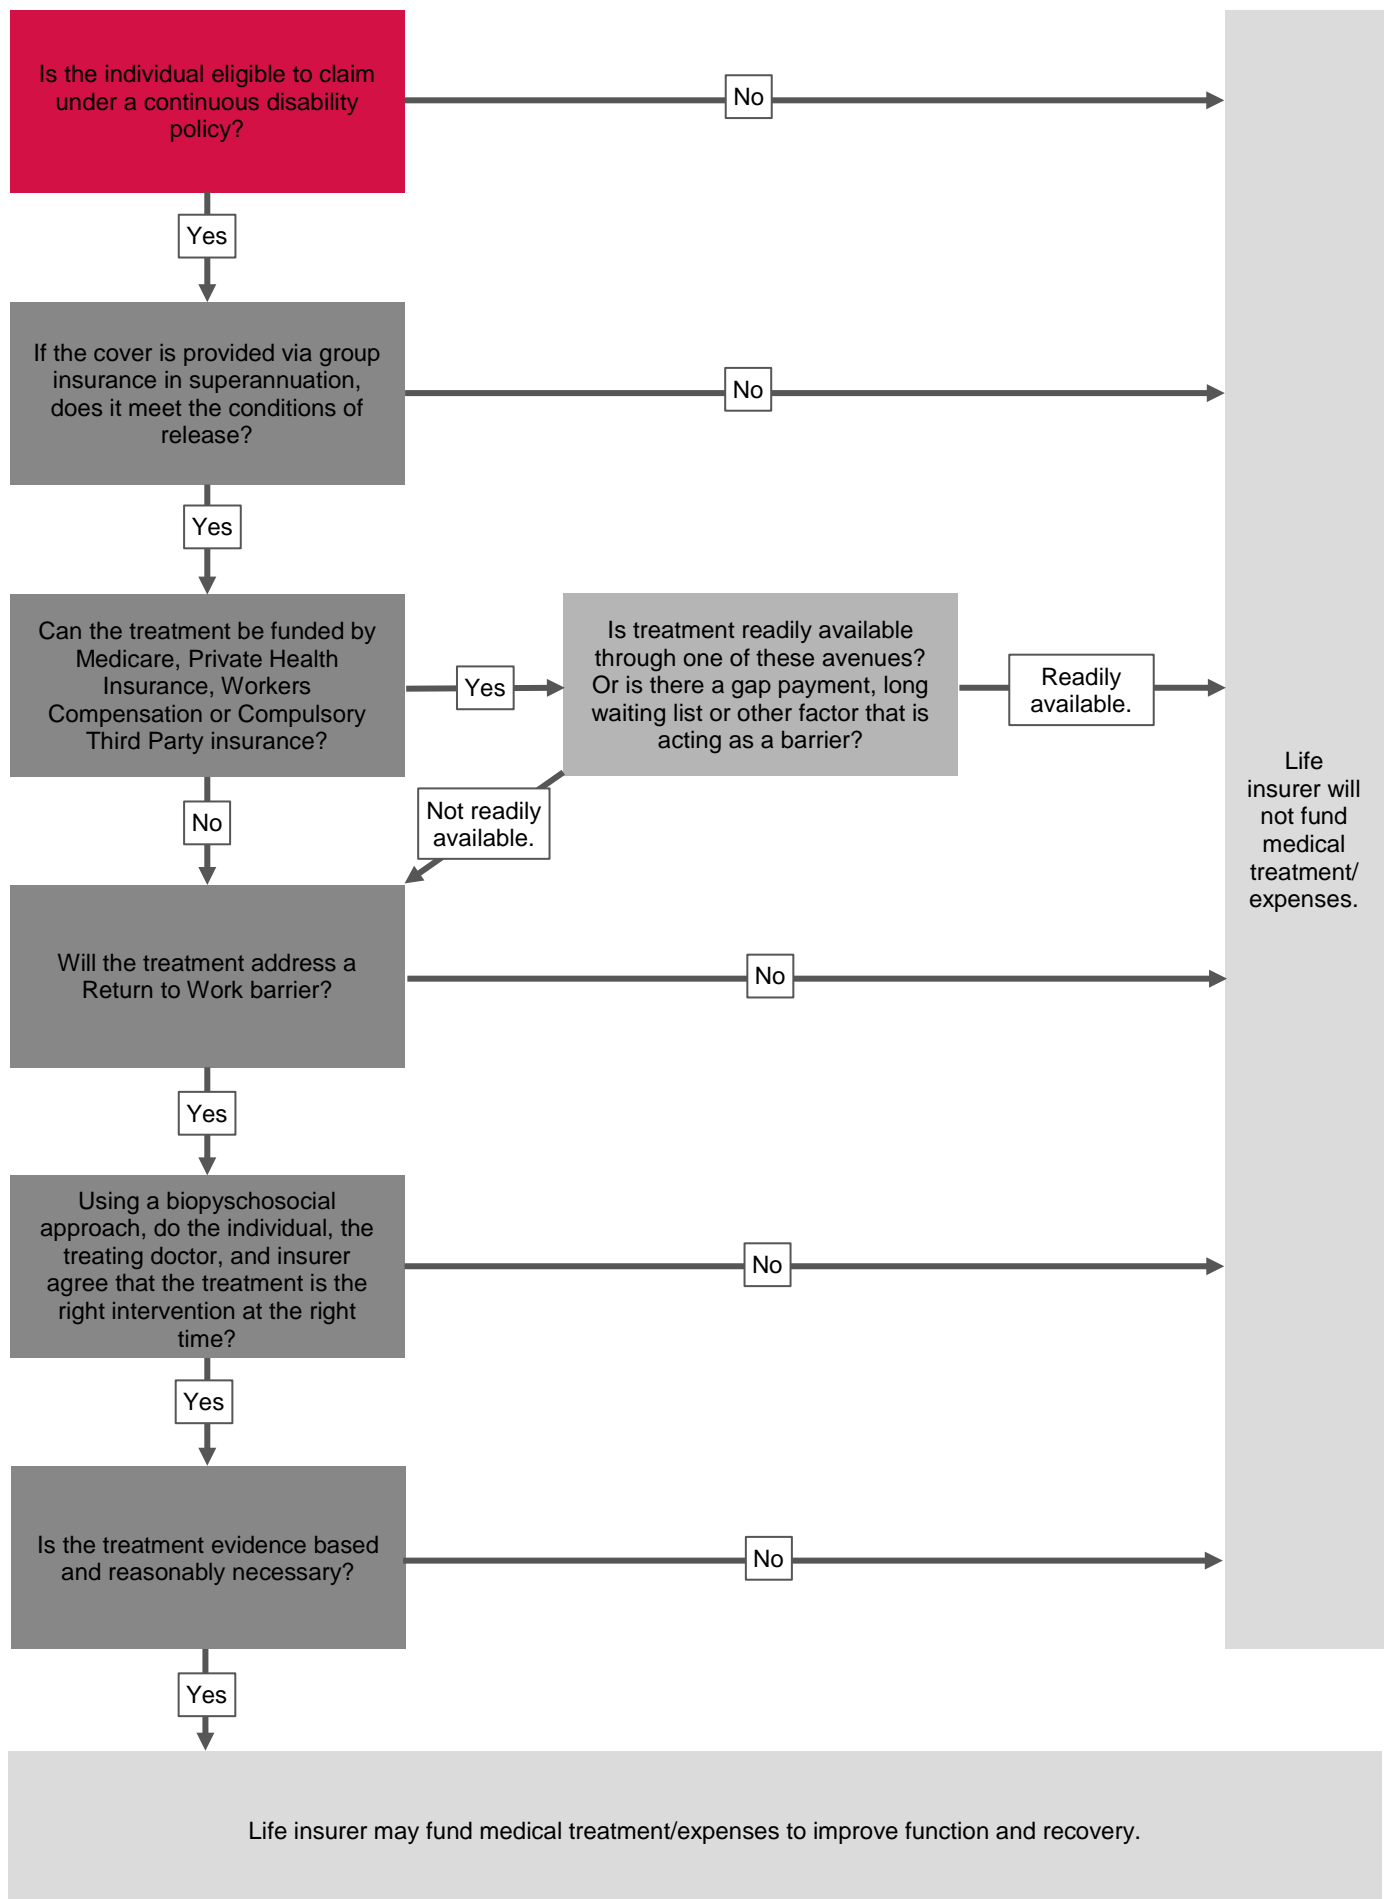 Is the individual eligible to claim
under a continuous disability
policy?
No
Yes
If the cover is provided via group
insurance in superannuation,
does it meet the conditions of
release?
No
Yes
Can the treatment be funded by
Medicare, Private Health
Insurance, Workers
Compensation or Compulsory
Third Party insurance?
Yes
Is treatment readily available
through one of these avenues?
Or is there a gap payment, long
waiting list or other factor that is
acting as a barrier?
Readily
available.
Life
insurer will
not fund
medical
treatment/
expenses.
No
Not readily
available.
Will the treatment address a
Return to Work barrier?
No
Yes
Using a biopyschosocial
approach, do the individual, the
treating doctor, and insurer
agree that the treatment is the
right intervention at the right
time?
No
Yes
Is the treatment evidence based
and reasonably necessary?
No
Yes
Life insurer may fund medical treatment/expenses to improve function and recovery.